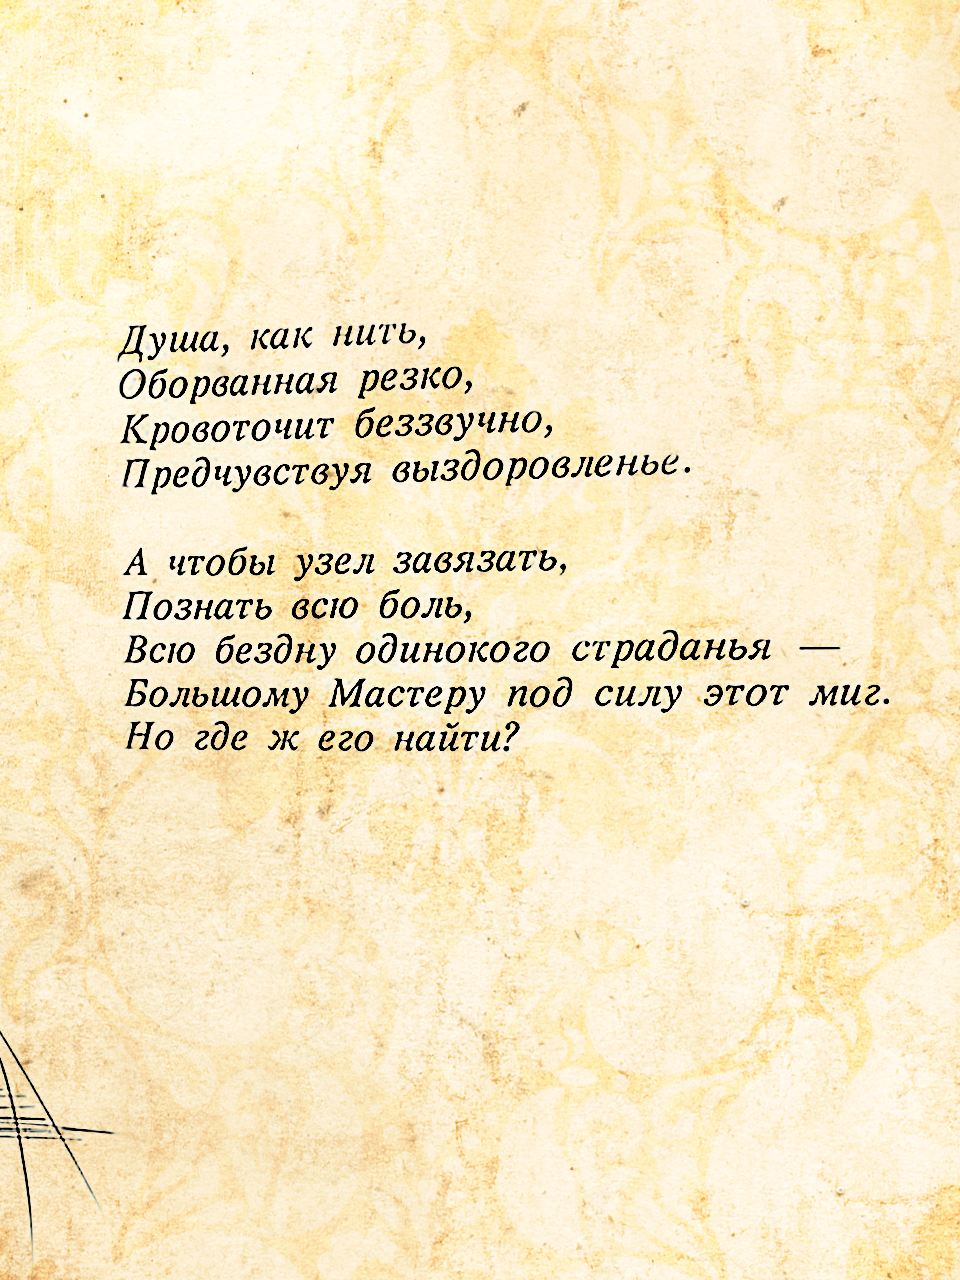 Душа, как нить,
Оборванная резко,
Кровоточит беззвучно,
Предчувствуя выздоровленье.
А чтобы узел завязать,
Познать всю боль,
Всю бездну одинокого страданья —
Большому Мастеру под силу этот миг.
Но где ж его найти?